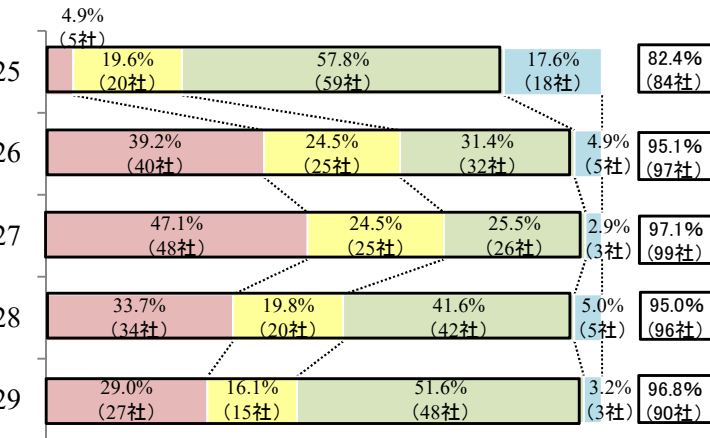 4.9%
(5社)
25
19.6%
57.8%
17.6%
82.4%
(20社)
(59社)
(18社)
(84社)
26
39.2%
24.5%
31.4%
4.9%
95.1%
(40社)
(25社)
(32社)
(5社)
(97社)
27
47.1%
24.5%
25.5%
2.9%
97.1%
(48社)
(25社)
(26社)
(3社)
(99社)
28
33.7%
19.8%
41.6%
5.0%
95.0%
(34社)
(20社)
(42社)
(5社)
(96社)
29
29.0%
16.1%
51.6%
3.2%
96.8%
(27社)
(15社)
(48社)
(3社)
(90社)